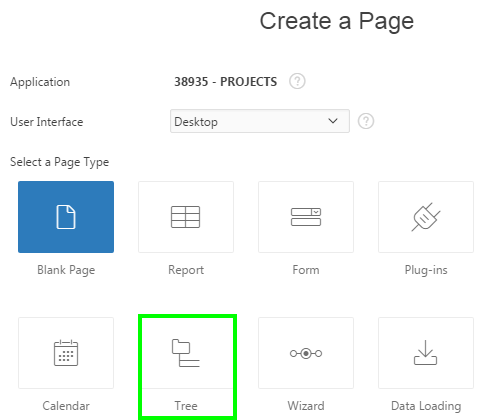 Create a Page
Application 38935 - PROJECTS ?
User Interface Desktop ?
Select a Page Type
Blank Page Report Form Plug-ins
Calendar Tree Wizard Data Loading